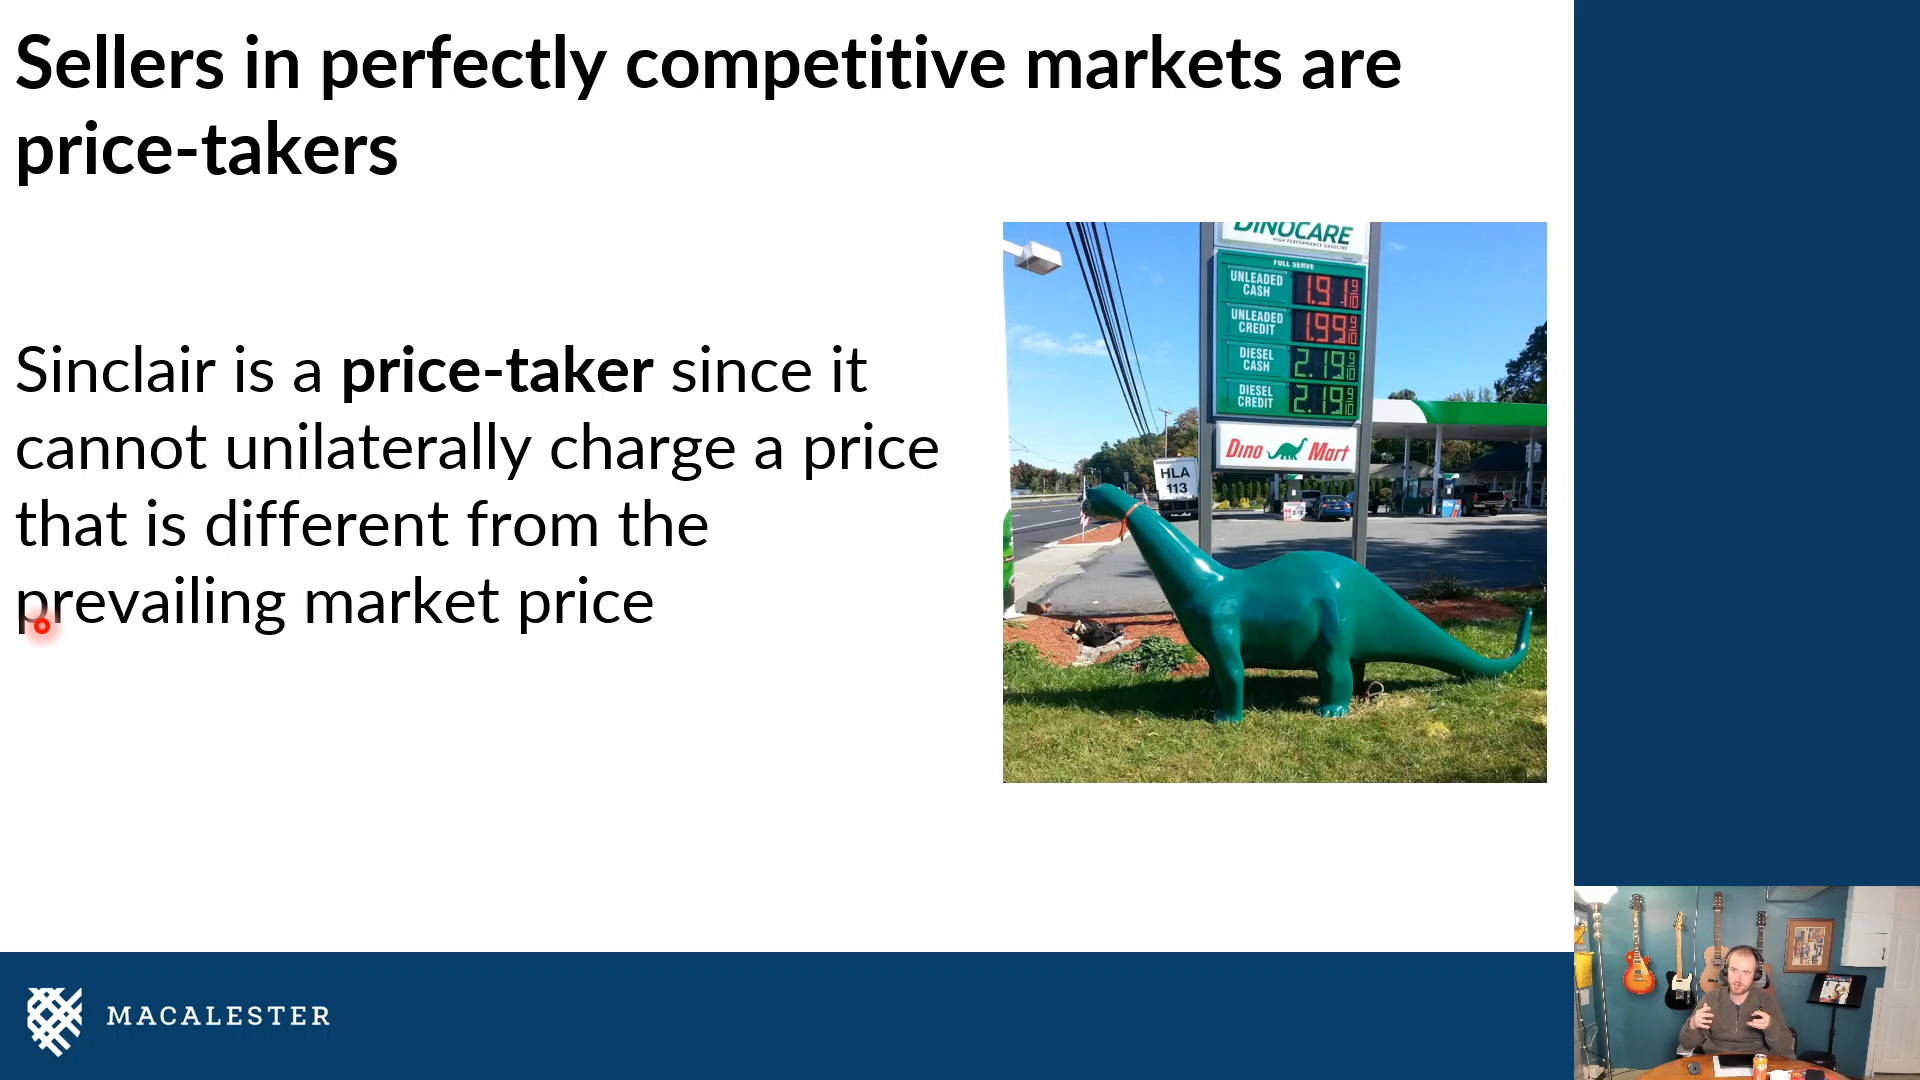 Sellers in perfectly competitive markets are
price-takers
Sinclair is a price-taker since it
cannot unilaterally charge a price
that is different from the
prevailing market price
DINOCARE
HIGH PERFORMANCE GASOLINE
FULL SERVE
UNLEADED
CASH
1.91 9/10
UNLEADED
CREDIT
1.99 9/10
DIESEL
CASH
2.19 9/10
DIESEL
CREDIT
2.19 9/10
Dino Mart
HLA
113
MACALESTER